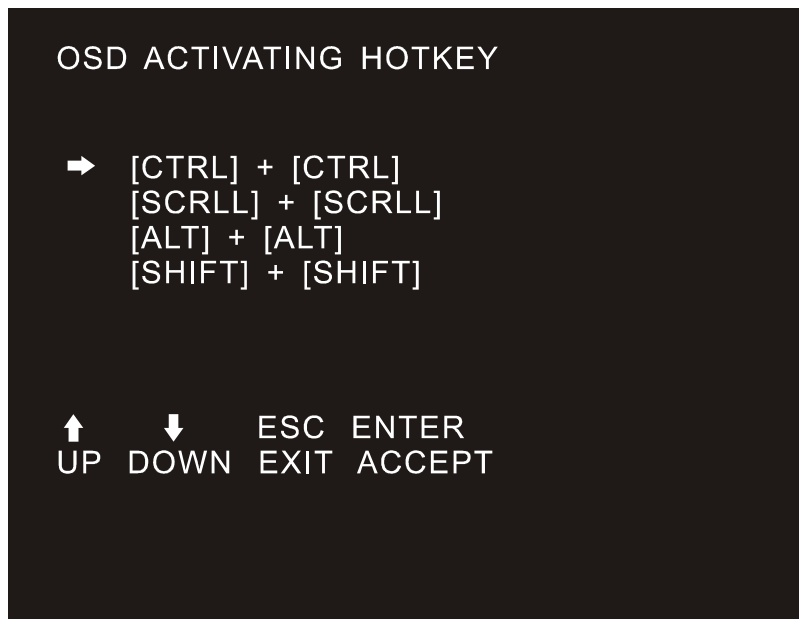 OSD ACTIVATING HOTKEY
[CTRL] + [CTRL]
[SCRLL] + [SCRLL]
[ALT] + [ALT]
[SHIFT] + [SHIFT]
ESC ENTER
UP DOWN EXIT ACCEPT